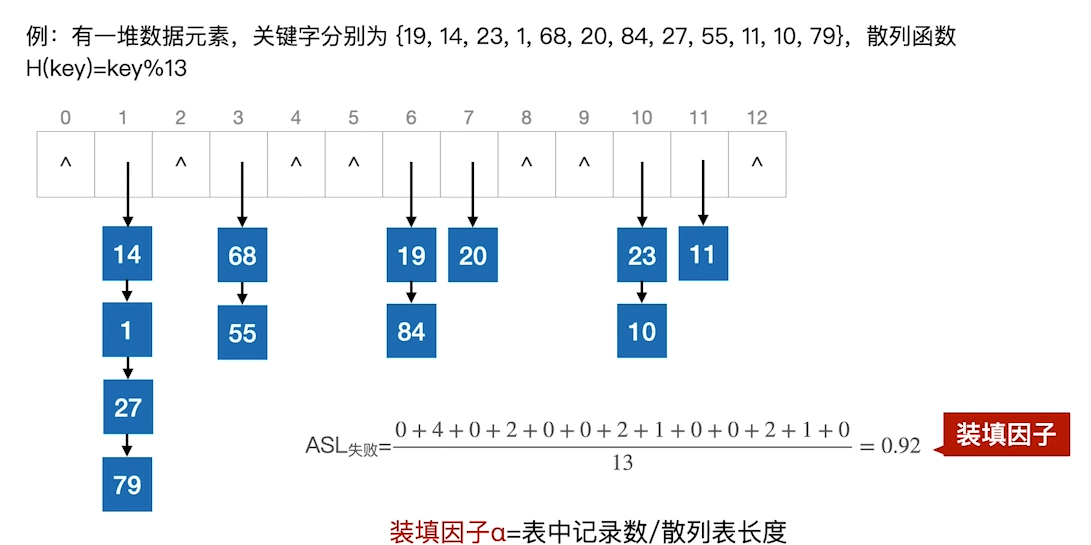 例：有一堆数据元素，关键字分别为 {19, 14, 23, 1, 68, 20, 84, 27, 55, 11, 10, 79}，散列函数
H(key)=key%13
0 1 2 3 4 5 6 7 8 9 10 11 12
^ ^ ^ ^ ^ ^ ^
14 68 19 20 23 11
1 55 84 10
27
79
ASL失败= 0+4+0+2+0+0+2+1+0+0+2+1+0 / 13 = 0.92
装填因子
装填因子α=表中记录数/散列表长度